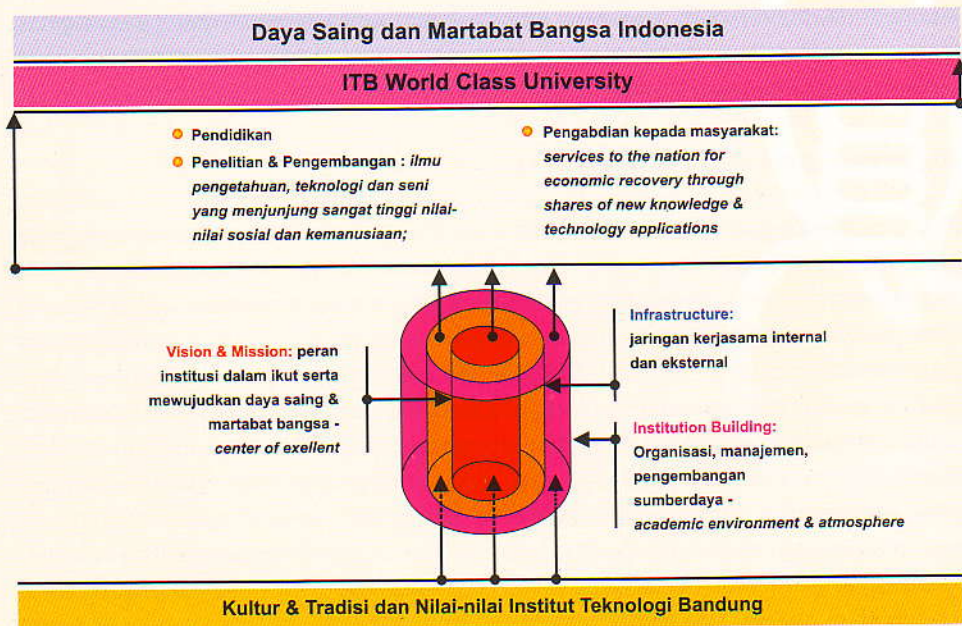 Daya Saing dan Martabat Bangsa Indonesia
ITB World Class University
Pendidikan
Penelitian & Pengembangan : ilmu
pengetahuan, teknologi dan seni
yang menjunjung sangat tinggi nilai-
nilai sosial dan kemanusiaan;
Pengabdian kepada masyarakat:
services to the nation for
economic recovery through
shares of new knowledge &
technology applications
Vision & Mission: peran
institusi dalam ikut serta
mewujudkan daya saing &
martabat bangsa -
center of exellent
Infrastructure:
jaringan kerjasama internal
dan eksternal
Institution Building:
Organisasi, manajemen,
pengembangan
sumberdaya -
academic environment & atmosphere
Kultur & Tradisi dan Nilai-nilai Institut Teknologi Bandung